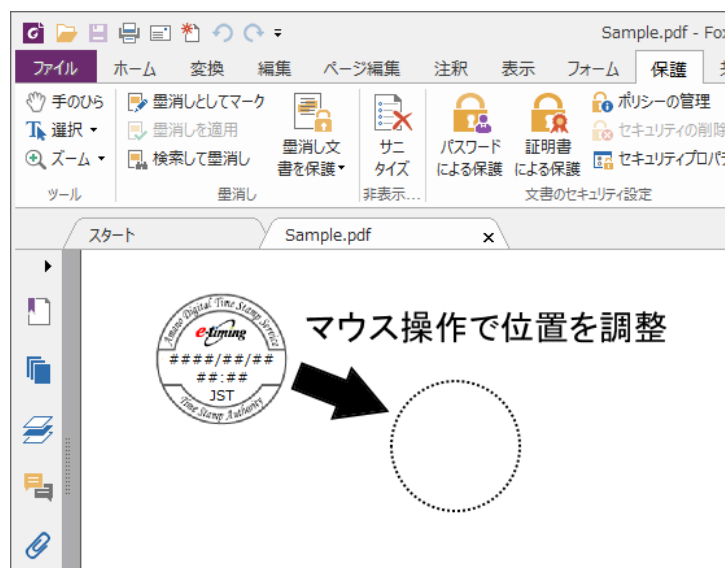 Sample.pdf - Fox
ファイル ホーム 変換 編集 ページ編集 注釈 表示 フォーム 保護
手のひら
選択
ズーム
ツール
墨消しとしてマーク
墨消しを適用
検索して墨消し
墨消し文
書を保護
墨消し
サニ
タイズ
非表示...
パスワード
による保護
証明書
による保護
ポリシーの管理
セキュリティの削除
セキュリティプロパテ
文書のセキュリティ設定
スタート
Sample.pdf x
Amano Digital Time Stamp Service
e-timing
####/##/##
##:##
JST
Time Stamp Authority
マウス操作で位置を調整